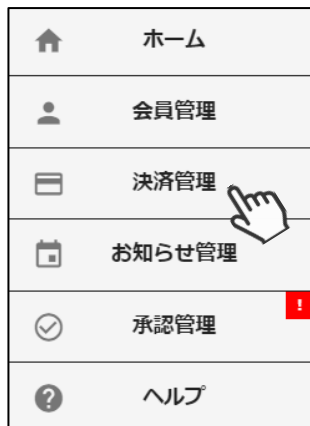 ホーム
会員管理
決済管理
お知らせ管理
!
承認管理
ヘルプ